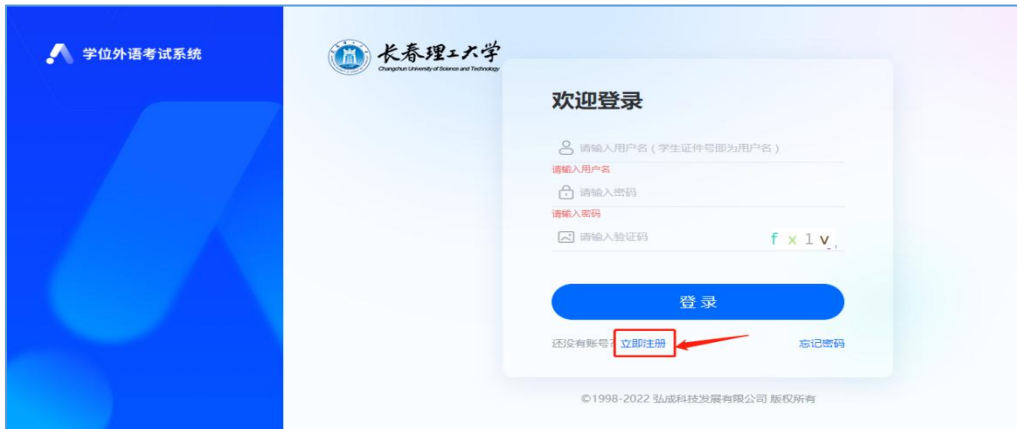 学位外语考试系统
长春理工大学
Changchun University of Science and Technology
欢迎登录
请输入用户名（学生证件号即为用户名）
请输入用户名
请输入密码
请输入密码
请输入验证码
f x 1 v
登 录
还没有账号? 立即注册
忘记密码
©1998-2022 弘成科技发展有限公司 版权所有